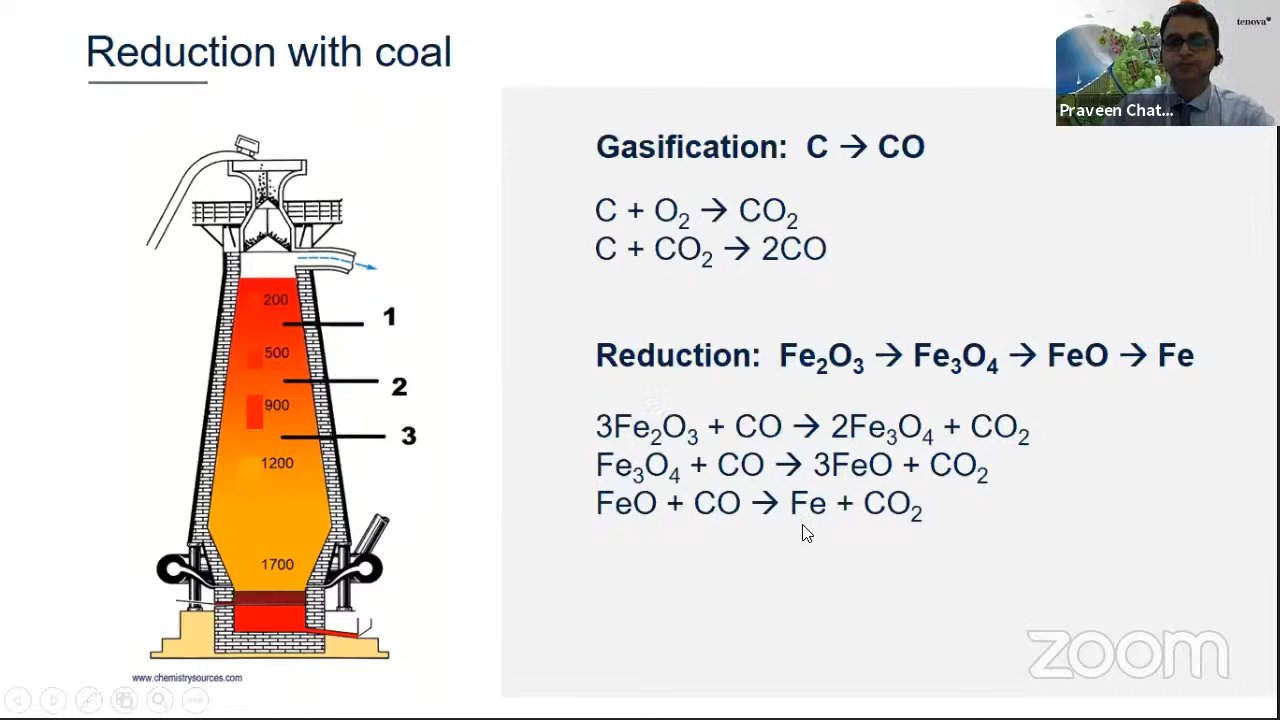 Reduction with coal
tenova
Praveen Chat...
Gasification: C → CO
C + O₂ → CO₂
C + CO₂ → 2CO
200
1
500
2
900
3
1200
1700
Reduction: Fe₂O₃ → Fe₃O₄ → FeO → Fe
3Fe₂O₃ + CO → 2Fe₃O₄ + CO₂
Fe₃O₄ + CO → 3FeO + CO₂
FeO + CO → Fe + CO₂
www.chemistrysources.com
zoom